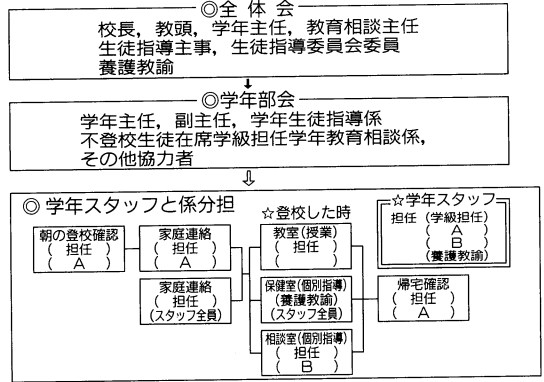 ◎全 体 会
校長，教頭，学年主任，教育相談主任
生徒指導主事，生徒指導委員会委員
養護教諭
◎学年部会
学年主任，副主任，学年生徒指導係
不登校生徒在席学級担任学年教育相談係，
その他協力者
◎ 学年スタッフと係分担
☆学年スタッフ
担任（学級担任）
（ A ）
（ B ）
（養護教諭）
朝の登校確認
（ 担任 ）
（ A ）
家庭連絡
（ 担任 ）
（ A ）
家庭連絡
（ 担任 ）
（スタッフ全員）
☆登校した時
教室（授業）
（ 担任 ）
（ ）
保健室（個別指導）
（養護教諭）
（スタッフ全員）
相談室（個別指導）
（ 担任 ）
（ B ）
帰宅確認
（ 担任 ）
（ A ）